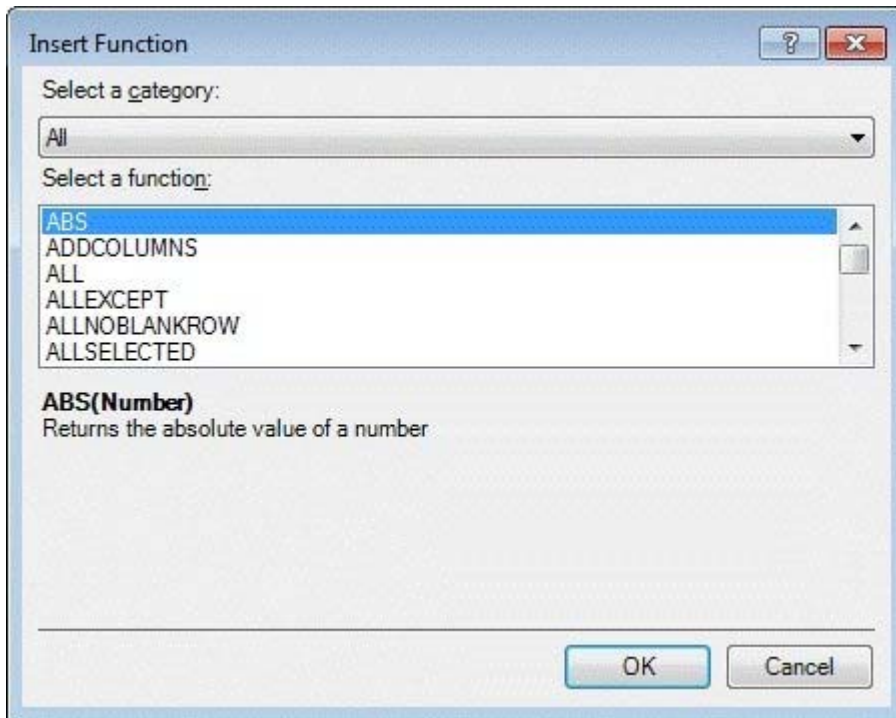 Insert Function
Select a category:
All
Select a function:
ABS
ADDCOLUMNS
ALL
ALLEXCEPT
ALLNOBLANKROW
ALLSELECTED
ABS(Number)
Returns the absolute value of a number
OK
Cancel